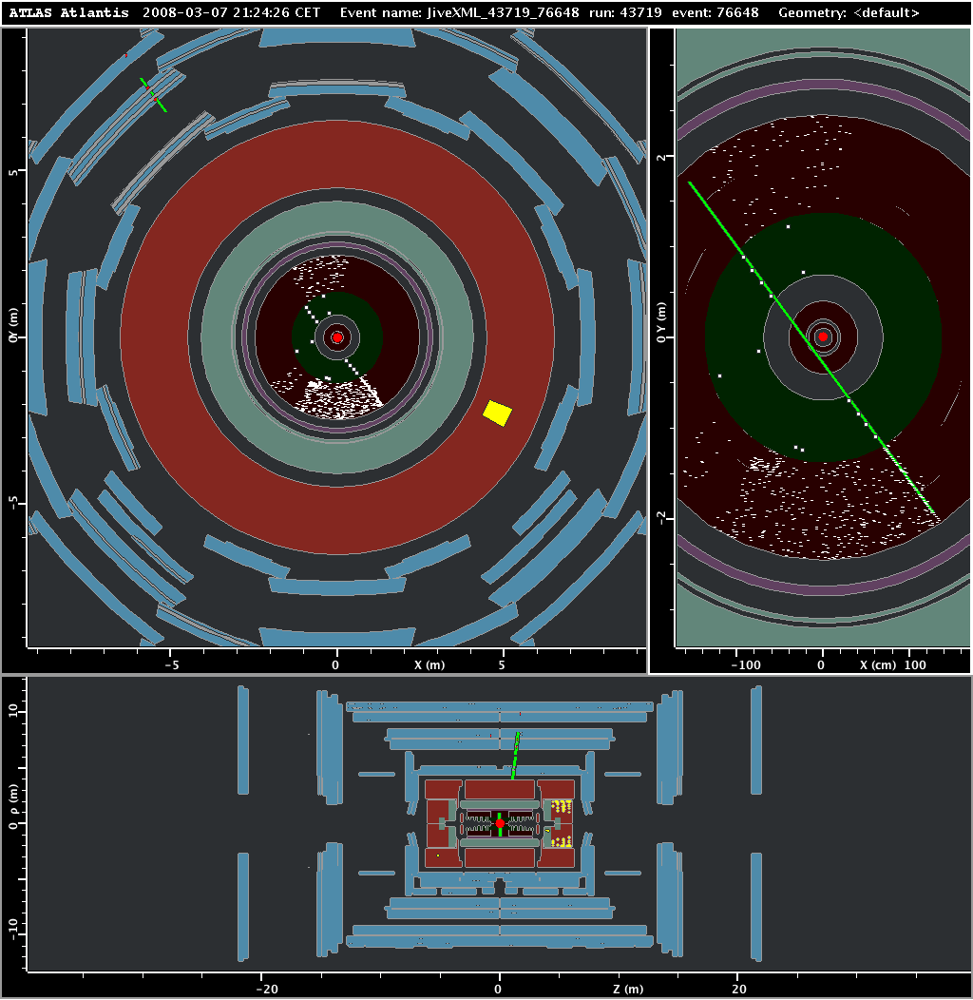 ATLAS Atlantis 2008-03-07 21:24:26 CET Event name: JiveXML_43719_76648 run: 43719 event: 76648 Geometry: <default>
5
0
Y (m)
-5
-5
0
X (m)
5
2
0
Y (m)
-2
-100
0
X (cm)
100
10
ρ (m)
0
-10
-20
0
Z (m)
20